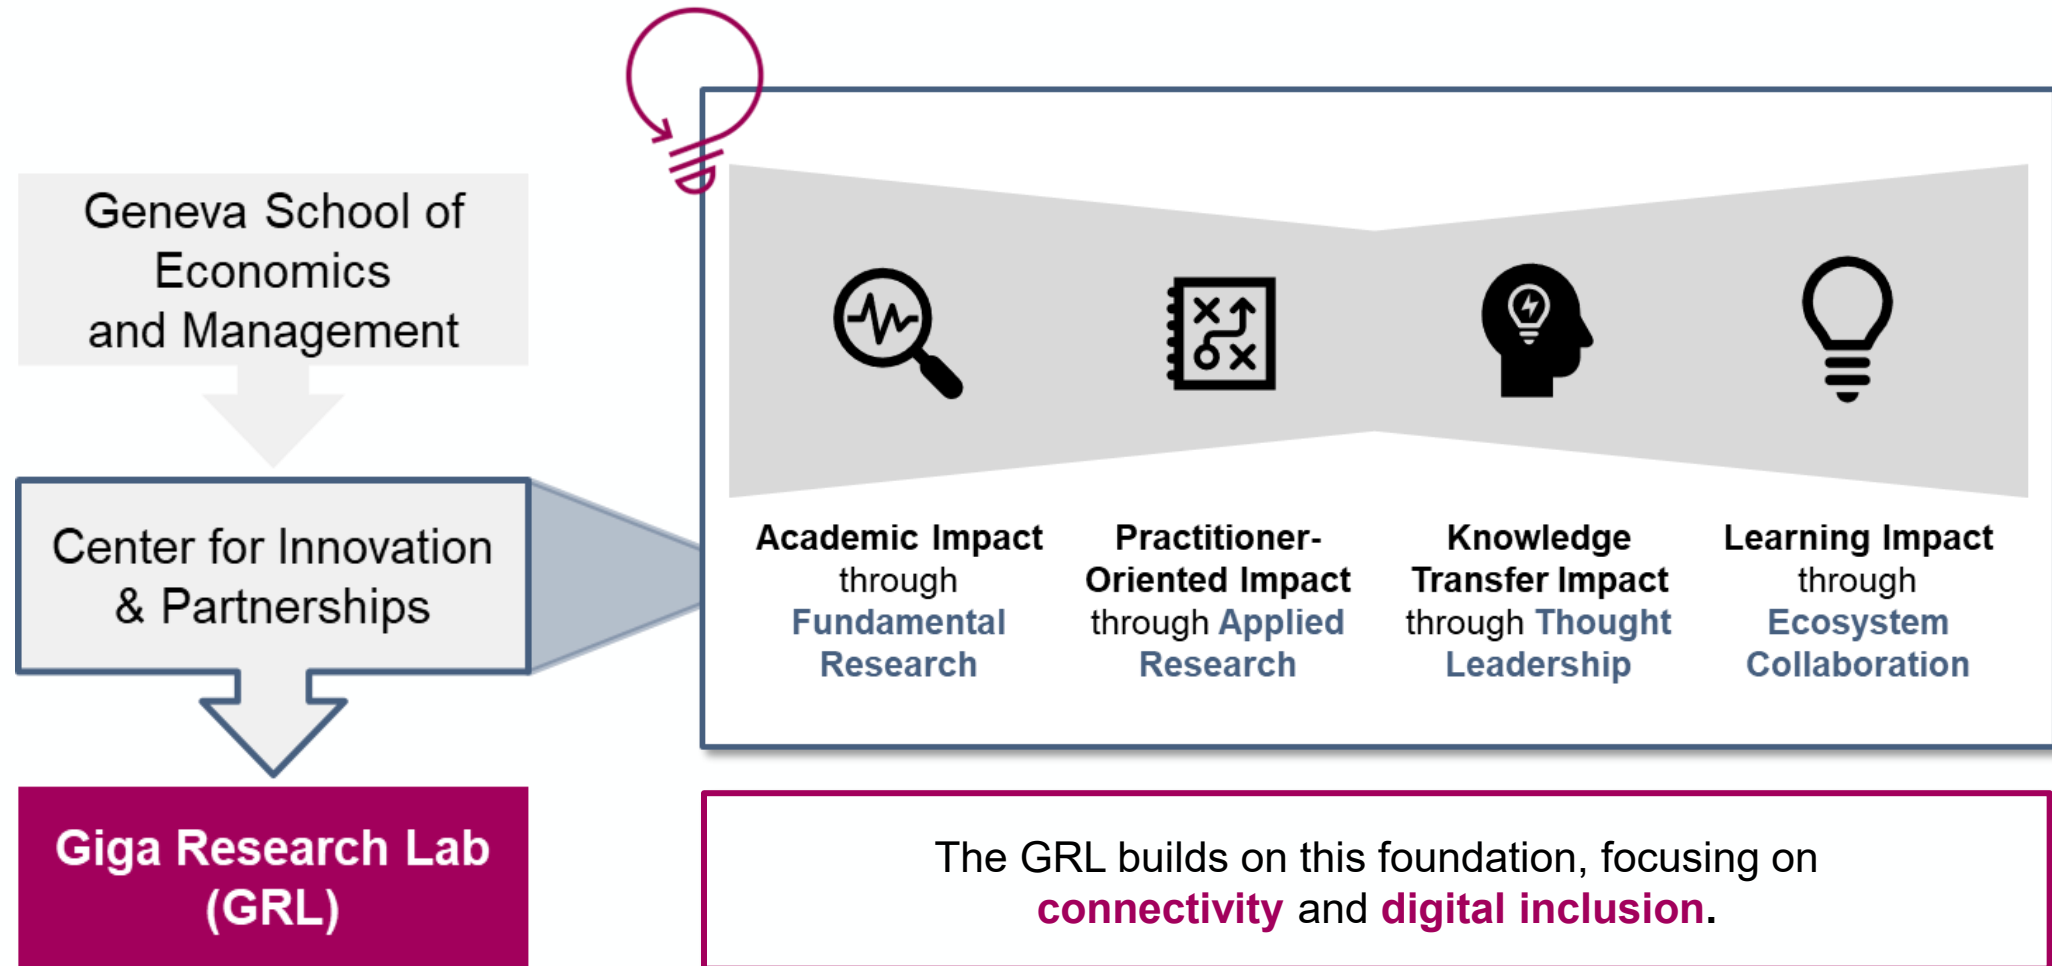 Geneva School of
Economics
and Management
Center for Innovation
& Partnerships
Giga Research Lab
(GRL)
Academic Impact
through
Fundamental
Research
Practitioner-
Oriented Impact
through Applied
Research
Knowledge
Transfer Impact
through Thought
Leadership
Learning Impact
through
Ecosystem
Collaboration
The GRL builds on this foundation, focusing on
connectivity and digital inclusion.